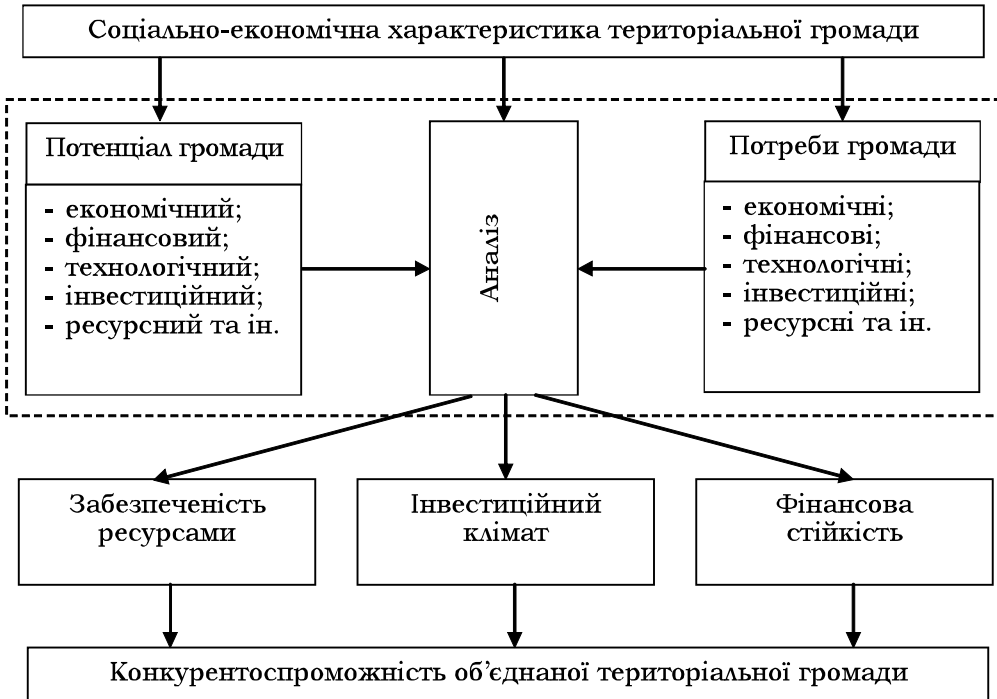 Соціально-економічна характеристика територіальної громади
Потенціал громади
- економічний;
- фінансовий;
- технологічний;
- інвестиційний;
- ресурсний та ін.
Аналіз
Потреби громади
- економічні;
- фінансові;
- технологічні;
- інвестиційні;
- ресурсні та ін.
Забезпеченість
ресурсами
Інвестиційний
клімат
Фінансова
стійкість
Конкурентоспроможність об’єднаної територіальної громади